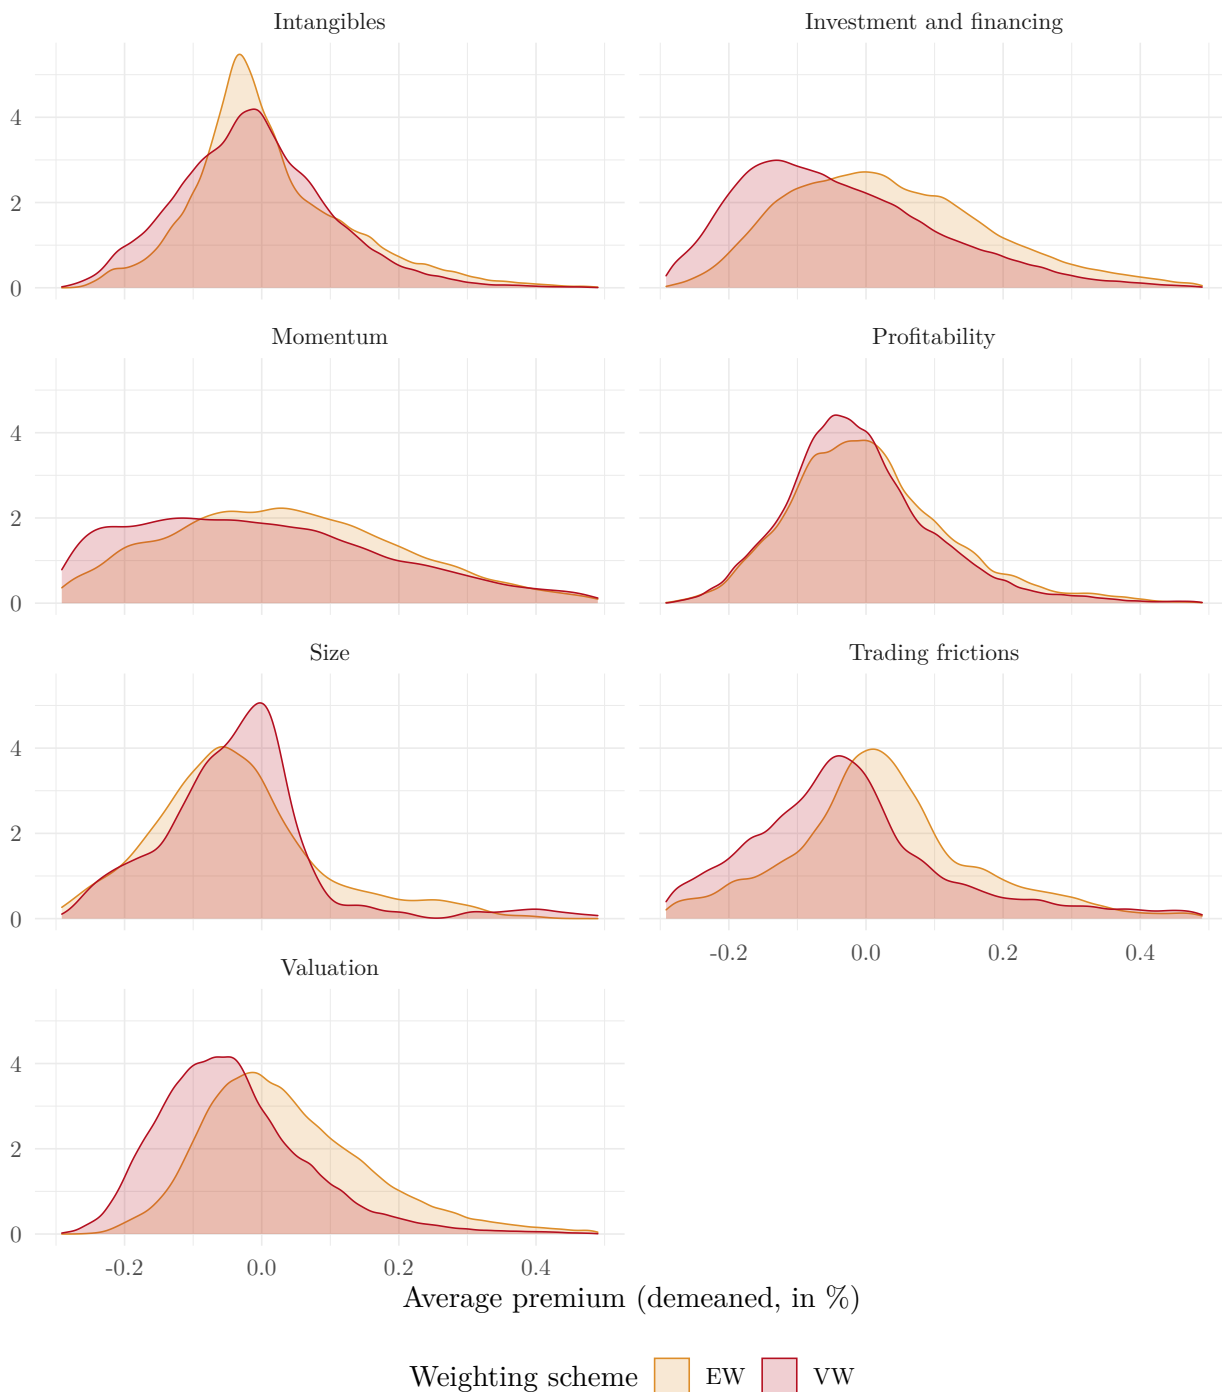 Intangibles Investment and financing
4
2
0
Momentum Profitability
4
2
0
Size Trading frictions
4
2
0
-0.2 0.0 0.2 0.4
Valuation
4
2
0
-0.2 0.0 0.2 0.4
Average premium (demeaned, in %)
Weighting scheme EW VW